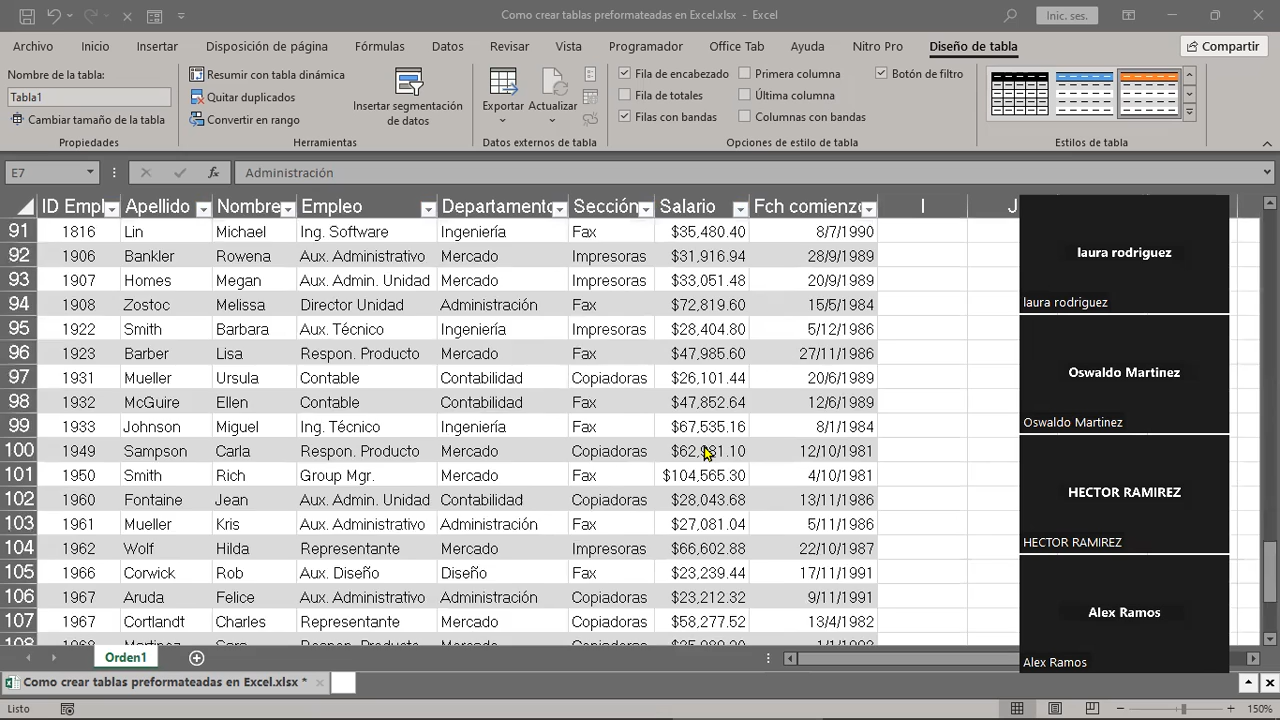 Como crear tablas preformateadas en Excel.xlsx - Excel
Inic. ses.
Archivo Inicio Insertar Disposición de página Fórmulas Datos Revisar Vista Programador Office Tab Ayuda Nitro Pro Diseño de tabla Compartir
Nombre de la tabla:
Tabla1
Cambiar tamaño de la tabla
Propiedades
Resumir con tabla dinámica
Quitar duplicados
Convertir en rango
Insertar segmentación
de datos
Herramientas
Exportar Actualizar
Datos externos de tabla
Fila de encabezado Primera columna Botón de filtro
Fila de totales Última columna
Filas con bandas Columnas con bandas
Opciones de estilo de tabla
Estilos de tabla
E7 fx Administración
ID Empl Apellido Nombre Empleo Departamento Sección Salario Fch comienzo I J
91 1816 Lin Michael Ing. Software Ingeniería Fax $35,480.40 8/7/1990
92 1906 Bankler Rowena Aux. Administrativo Mercado Impresoras $31,916.94 28/9/1989
93 1907 Homes Megan Aux. Admin. Unidad Mercado Impresoras $33,051.48 20/9/1989
94 1908 Zostoc Melissa Director Unidad Administración Fax $72,819.60 15/5/1984
95 1922 Smith Barbara Aux. Técnico Ingeniería Impresoras $28,404.80 5/12/1986
96 1923 Barber Lisa Respon. Producto Mercado Fax $47,985.60 27/11/1986
97 1931 Mueller Ursula Contable Contabilidad Copiadoras $26,101.44 20/6/1989
98 1932 McGuire Ellen Contable Contabilidad Fax $47,852.64 12/6/1989
99 1933 Johnson Miguel Ing. Técnico Ingeniería Fax $67,535.16 8/1/1984
100 1949 Sampson Carla Respon. Producto Mercado Copiadoras 12/10/1981
101 1950 Smith Rich Group Mgr. Mercado Fax $104,565.30 4/10/1981
102 1960 Fontaine Jean Aux. Admin. Unidad Contabilidad Copiadoras $28,043.68 13/11/1986
103 1961 Mueller Kris Aux. Administrativo Administración Fax $27,081.04 5/11/1986
104 1962 Wolf Hilda Representante Mercado Impresoras $66,602.88 22/10/1987
105 1966 Corwick Rob Aux. Diseño Diseño Fax $23,239.44 17/11/1991
106 1967 Aruda Felice Aux. Administrativo Administración Copiadoras $23,212.32 9/11/1991
107 1967 Cortlandt Charles Representante Mercado Copiadoras $58,277.52 13/4/1982
108
laura rodriguez
laura rodriguez
Oswaldo Martinez
Oswaldo Martinez
HECTOR RAMIREZ
HECTOR RAMIREZ
Alex Ramos
Alex Ramos
Orden1
Como crear tablas preformateadas en Excel.xlsx *
Listo
150%